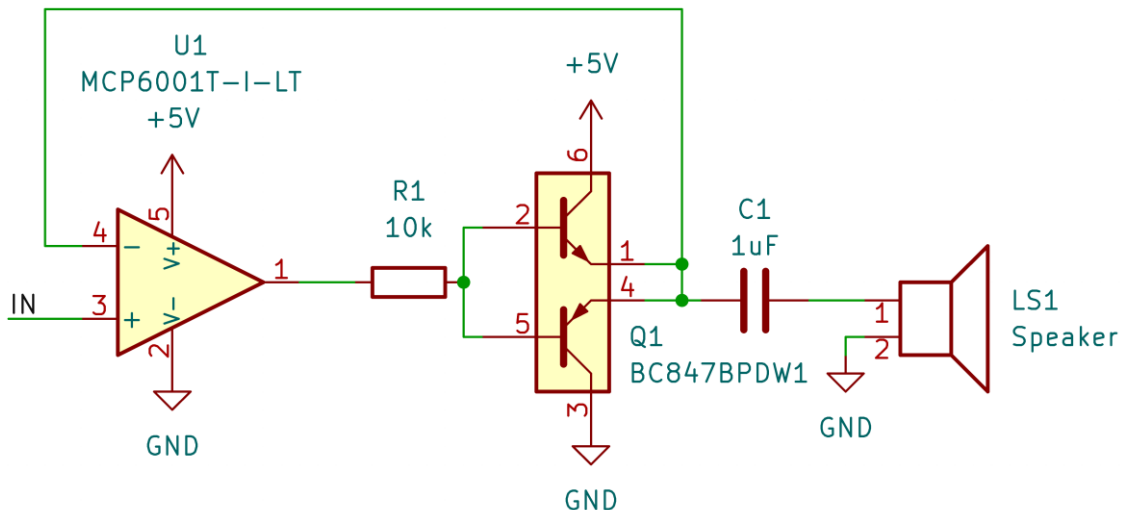 U1
MCP6001T-I-LT
+5V
+5V
6
5
R1
10k
2
C1
1uF
4
−
V+
1
1
IN
3
+
V-
4
LS1
Speaker
1
2
5
Q1
BC847BPDW1
2
3
GND
GND
GND